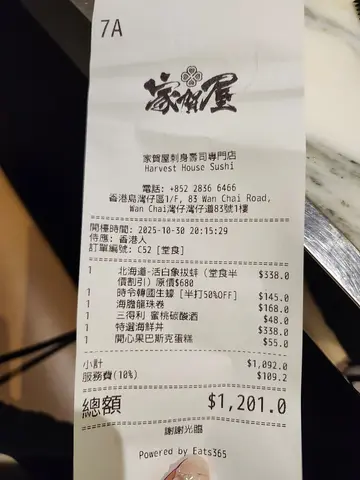 7A
家賀屋
家賀屋刺身壽司專門店
Harvest House Sushi
電話: +852 2836 6466
香港島灣仔區1/F, 83 Wan Chai Road,
Wan Chai灣仔灣仔道83號1樓
開檯時間: 2025-10-30 20:15:29
侍應: 香港人
訂單編號: C52 [堂食]
1 北海道-活白象拔蚌 (堂食半 $338.0
價割引) 原價$680
1 時令韓國生蠔 [半打50%OFF] $145.0
1 海膽龍珠卷 $168.0
1 三得利 蜜桃碳酸酒 $48.0
1 特選海鮮丼 $338.0
1 開心果巴斯克蛋糕 $55.0
小計 $1,092.0
服務費(10%) $109.2
總額 $1,201.0
謝謝光臨
Powered by Eats365